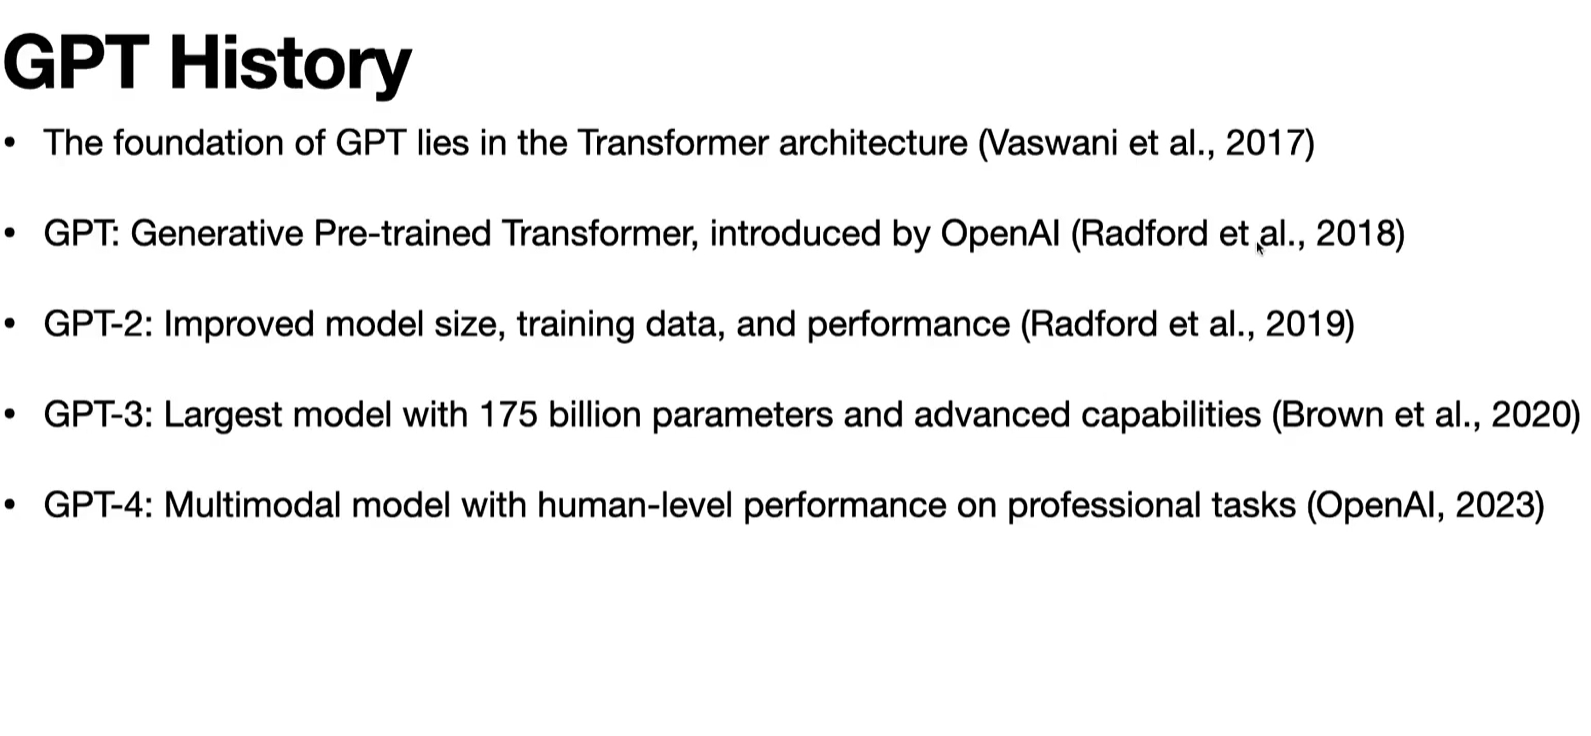 GPT History
• The foundation of GPT lies in the Transformer architecture (Vaswani et al., 2017)
• GPT: Generative Pre-trained Transformer, introduced by OpenAI (Radford et al., 2018)
• GPT-2: Improved model size, training data, and performance (Radford et al., 2019)
• GPT-3: Largest model with 175 billion parameters and advanced capabilities (Brown et al., 2020)
• GPT-4: Multimodal model with human-level performance on professional tasks (OpenAI, 2023)